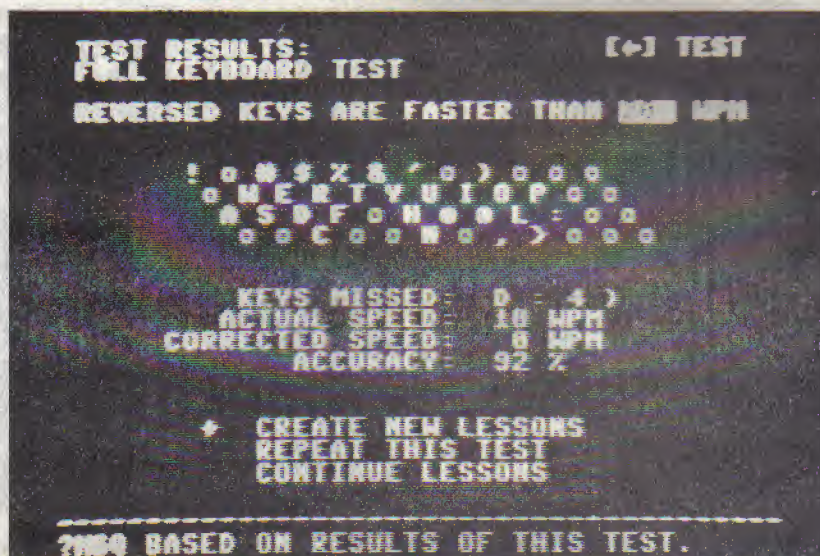 TEST RESULTS: [←] TEST
FULL KEYBOARD TEST
REVERSED KEYS ARE FASTER THAN WPM
! o # $ % & ' o ) o o o
o W E R T Y U I O P o o
A S D F o H o o L : o o
o o C o o N o , > o o o
KEYS MISSED: D : 4 )
ACTUAL SPEED: 10 WPM
CORRECTED SPEED: 8 WPM
ACCURACY: 92 %
CREATE NEW LESSONS
REPEAT THIS TEST
CONTINUE LESSONS
BASED ON RESULTS OF THIS TEST.